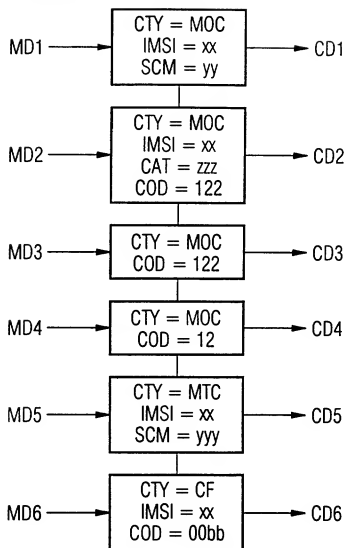 CTY = MOC
MD1 IMSI = xx CD1
SCM = yy
CTY = MOC
IMSI = xx
MD2 CAT = zzz CD2
COD = 122
MD3 CTY = MOC CD3
COD = 122
MD4 CTY = MOC CD4
COD = 12
CTY = MTC
MD5 IMSI = xx CD5
SCM = yyy
CTY = CF
MD6 IMSI = xx CD6
COD = 00bb